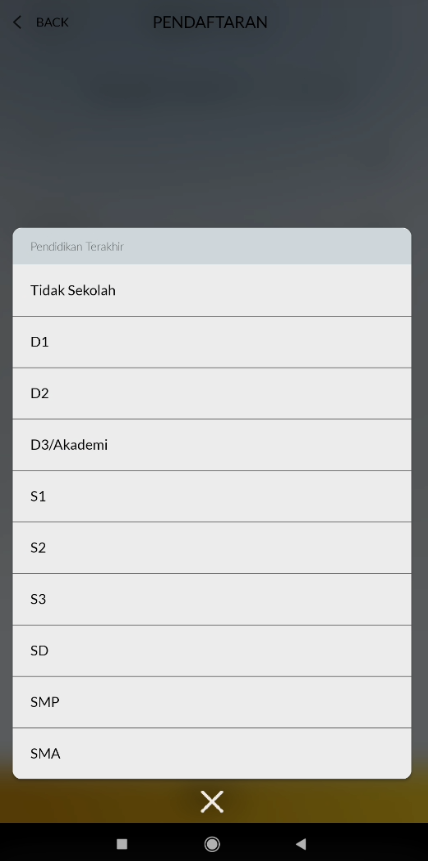 BACK
PENDAFTARAN
Pendidikan Terakhir
Tidak Sekolah
D1
D2
D3/Akademi
S1
S2
S3
SD
SMP
SMA